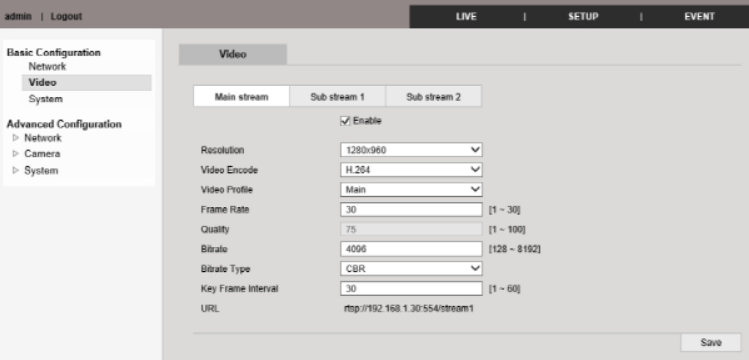 admin | Logout
LIVE | SETUP | EVENT
Basic Configuration
Network
Video
System
Advanced Configuration
Network
Camera
System
Video
Main stream Sub stream 1 Sub stream 2
Enable
Resolution 1280x960
Video Encode H.264
Video Profile Main
Frame Rate 30 [1 ~ 30]
Quality 75 [1 ~ 100]
Bitrate 4096 [128 ~ 8192]
Bitrate Type CBR
Key Frame Interval 30 [1 ~ 60]
URL rtsp://192.168.1.30:554/stream1
Save